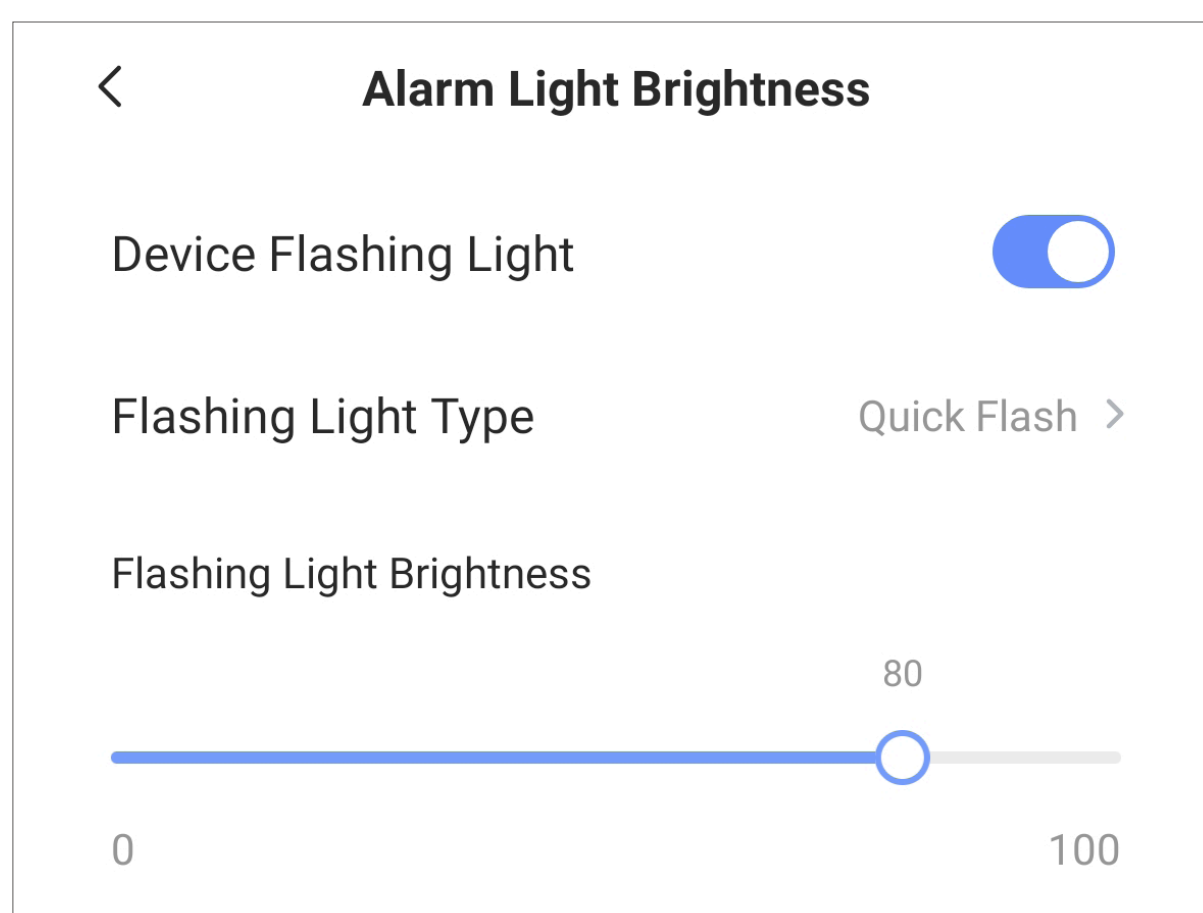 Alarm Light Brightness
Device Flashing Light
Flashing Light Type Quick Flash
Flashing Light Brightness
80
0 100